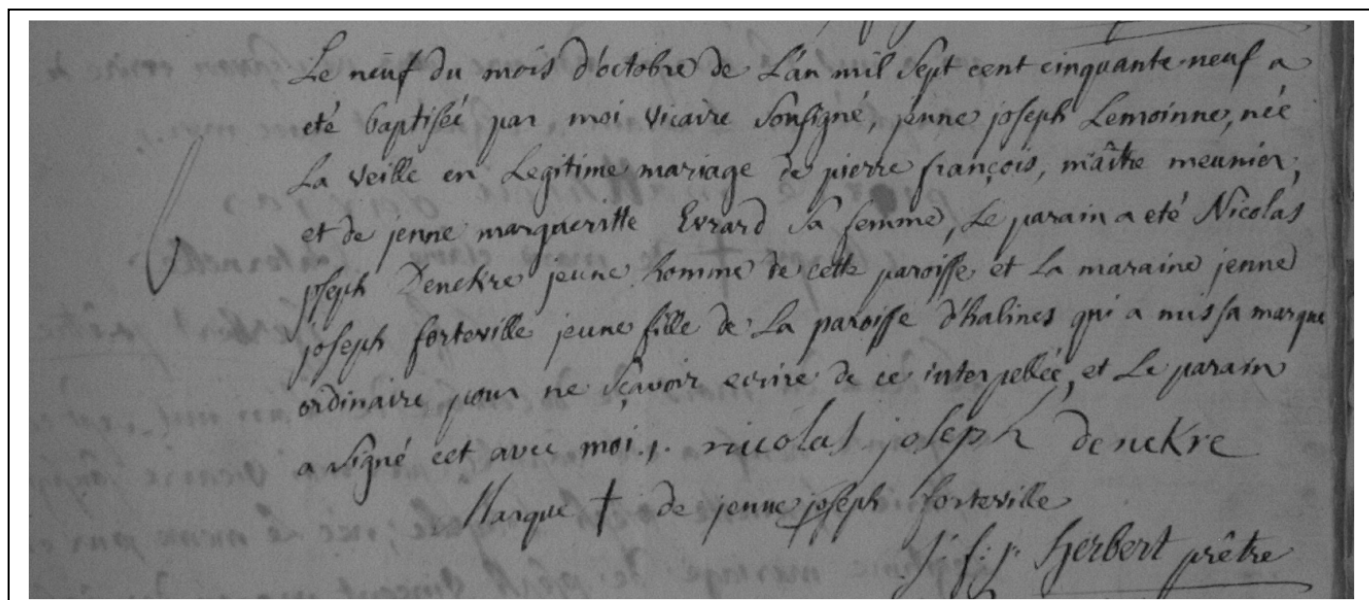 Le neuf du mois d'octobre de L'an mil Sept cent cinquante-neuf a
eté baptisée par moi vicaire Sousigné, jenne joseph Lemoinne, née
La veille en Legitime mariage de pierre françois, maître meunier,
et de jenne margueritte Evrard Sa femme, Le parain a eté Nicolas
joseph Denckre jeune homme de cette paroisse et La maraine jenne
joseph forteville jeune fille de La paroisse d'halines qui a mis sa marque
ordinaire pour ne sçavoir ecrire de ce interpellée, et Le parain
a signé cet avec moi. nicolas joseph denckre
Marque † de jenne joseph forteville
herbert prêtre